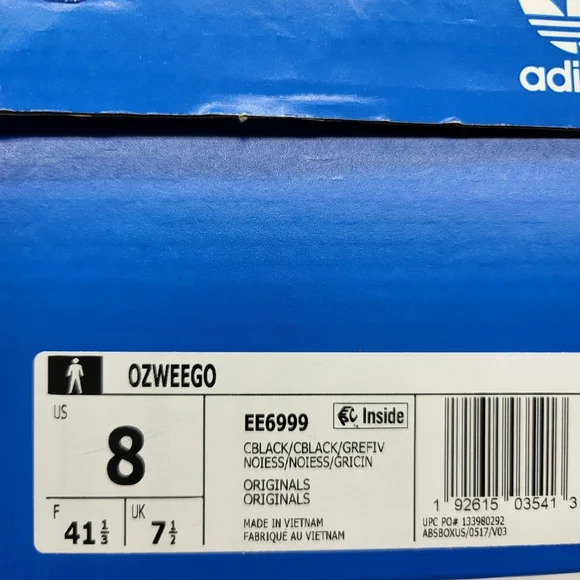 adi
OZWEEGO
US
8
F
41 1/3
UK
7 1/2
EE6999
Inside
CBLACK/CBLACK/GREFIV
NOIESS/NOIESS/GRICIN
ORIGINALS
ORIGINALS
MADE IN VIETNAM
FABRIQUÉ AU VIETNAM
1 92615 03541 3
UPC PO# 133980292
ABSBOXUS/0517/V03